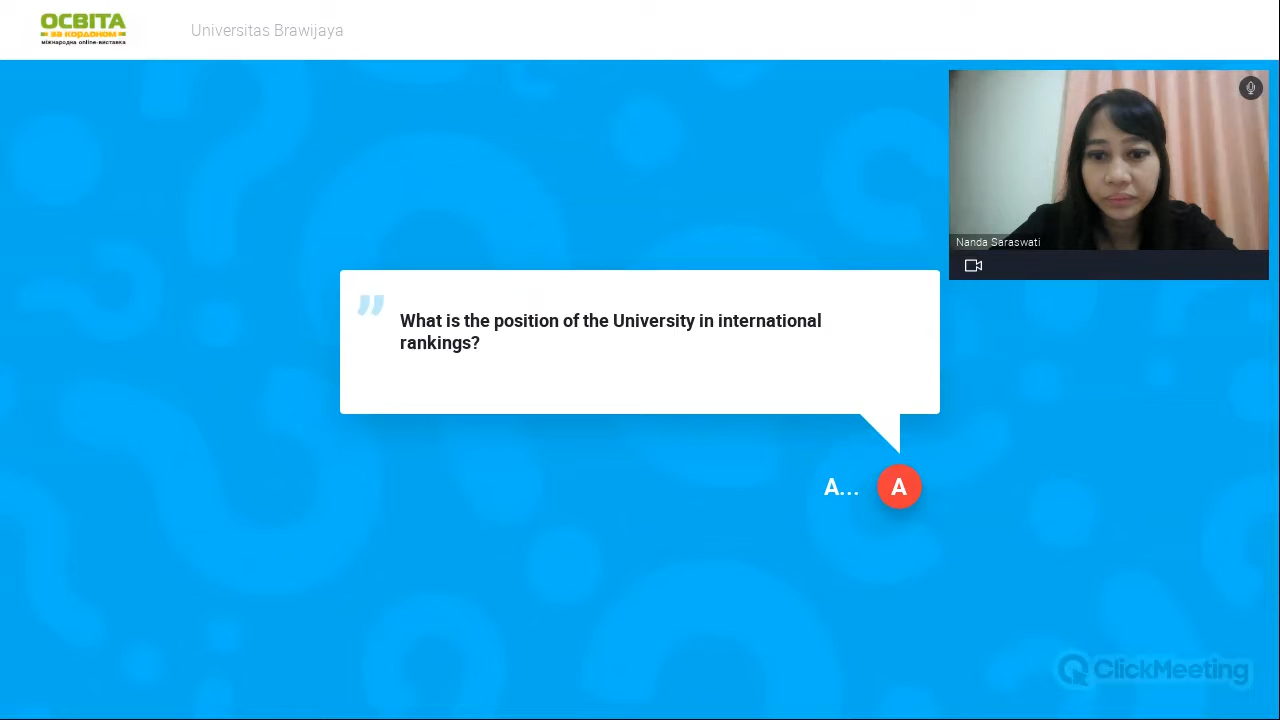 ОСВІТА
за кордоном
міжнародна online-виставка
Universitas Brawijaya
Nanda Saraswati
What is the position of the University in international
rankings?
A...
A
ClickMeeting